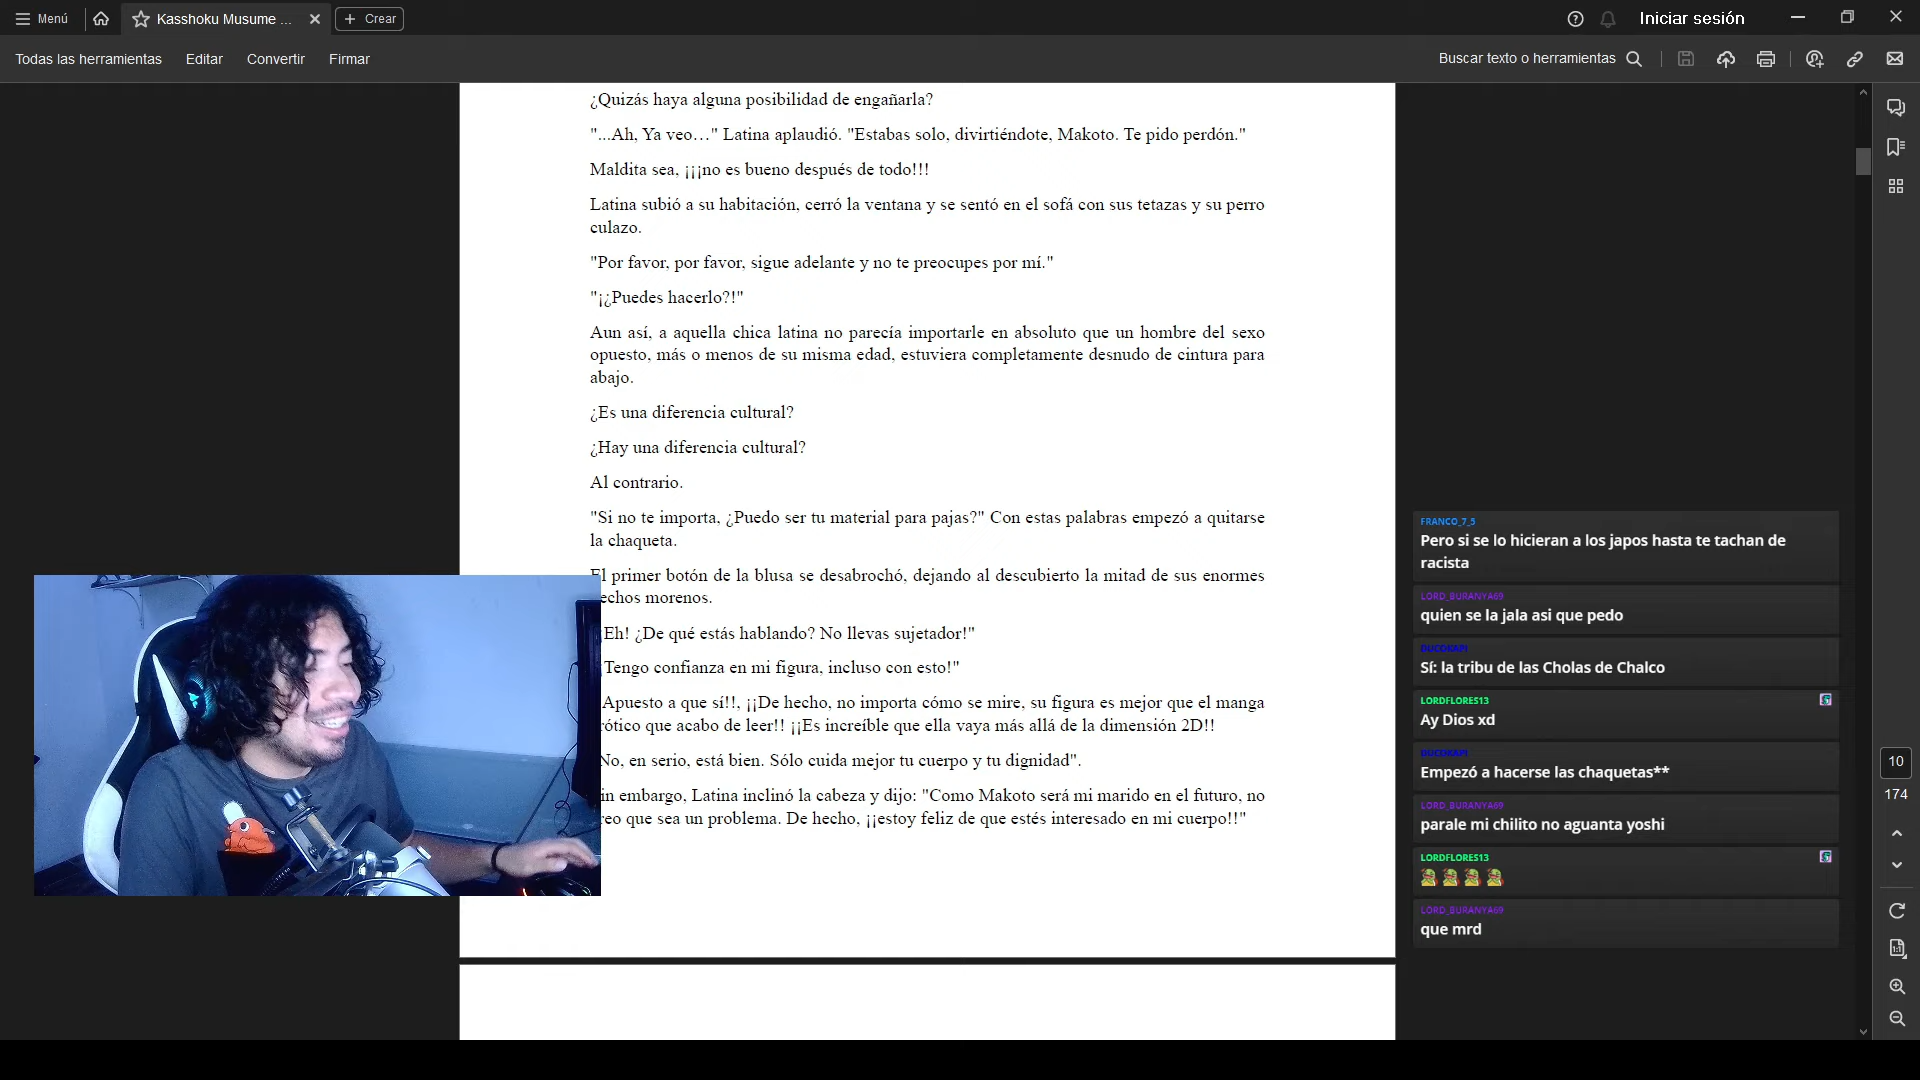 Menú
Kasshoku Musume ...
Crear
Iniciar sesión
Todas las herramientas
Editar
Convertir
Firmar
Buscar texto o herramientas
¿Quizás haya alguna posibilidad de engañarla?
"...Ah, Ya veo…" Latina aplaudió. "Estabas solo, divirtiéndote, Makoto. Te pido perdón."
Maldita sea, ¡¡¡no es bueno después de todo!!!
Latina subió a su habitación, cerró la ventana y se sentó en el sofá con sus tetazas y su perro
culazo.
"Por favor, por favor, sigue adelante y no te preocupes por mí."
"¡¿Puedes hacerlo?!"
Aun así, a aquella chica latina no parecía importarle en absoluto que un hombre del sexo
opuesto, más o menos de su misma edad, estuviera completamente desnudo de cintura para
abajo.
¿Es una diferencia cultural?
¿Hay una diferencia cultural?
Al contrario.
"Si no te importa, ¿Puedo ser tu material para pajas?" Con estas palabras empezó a quitarse
la chaqueta.
El primer botón de la blusa se desabrochó, dejando al descubierto la mitad de sus enormes
echos morenos.
Eh! ¿De qué estás hablando? No llevas sujetador!"
Tengo confianza en mi figura, incluso con esto!"
Apuesto a que sí!!, ¡¡De hecho, no importa cómo se mire, su figura es mejor que el manga
rótico que acabo de leer!! ¡¡Es increíble que ella vaya más allá de la dimensión 2D!!
No, en serio, está bien. Sólo cuida mejor tu cuerpo y tu dignidad".
in embargo, Latina inclinó la cabeza y dijo: "Como Makoto será mi marido en el futuro, no
reo que sea un problema. De hecho, ¡¡estoy feliz de que estés interesado en mi cuerpo!!"
FRANCO_7_5
Pero si se lo hicieran a los japos hasta te tachan de
racista
LORD_BURANYA69
quien se la jala asi que pedo
Sí: la tribu de las Cholas de Chalco
LORDFLORES13
Ay Dios xd
Empezó a hacerse las chaquetas**
LORD_BURANYA69
parale mi chilito no aguanta yoshi
LORDFLORES13
LORD_BURANYA69
que mrd
10
174